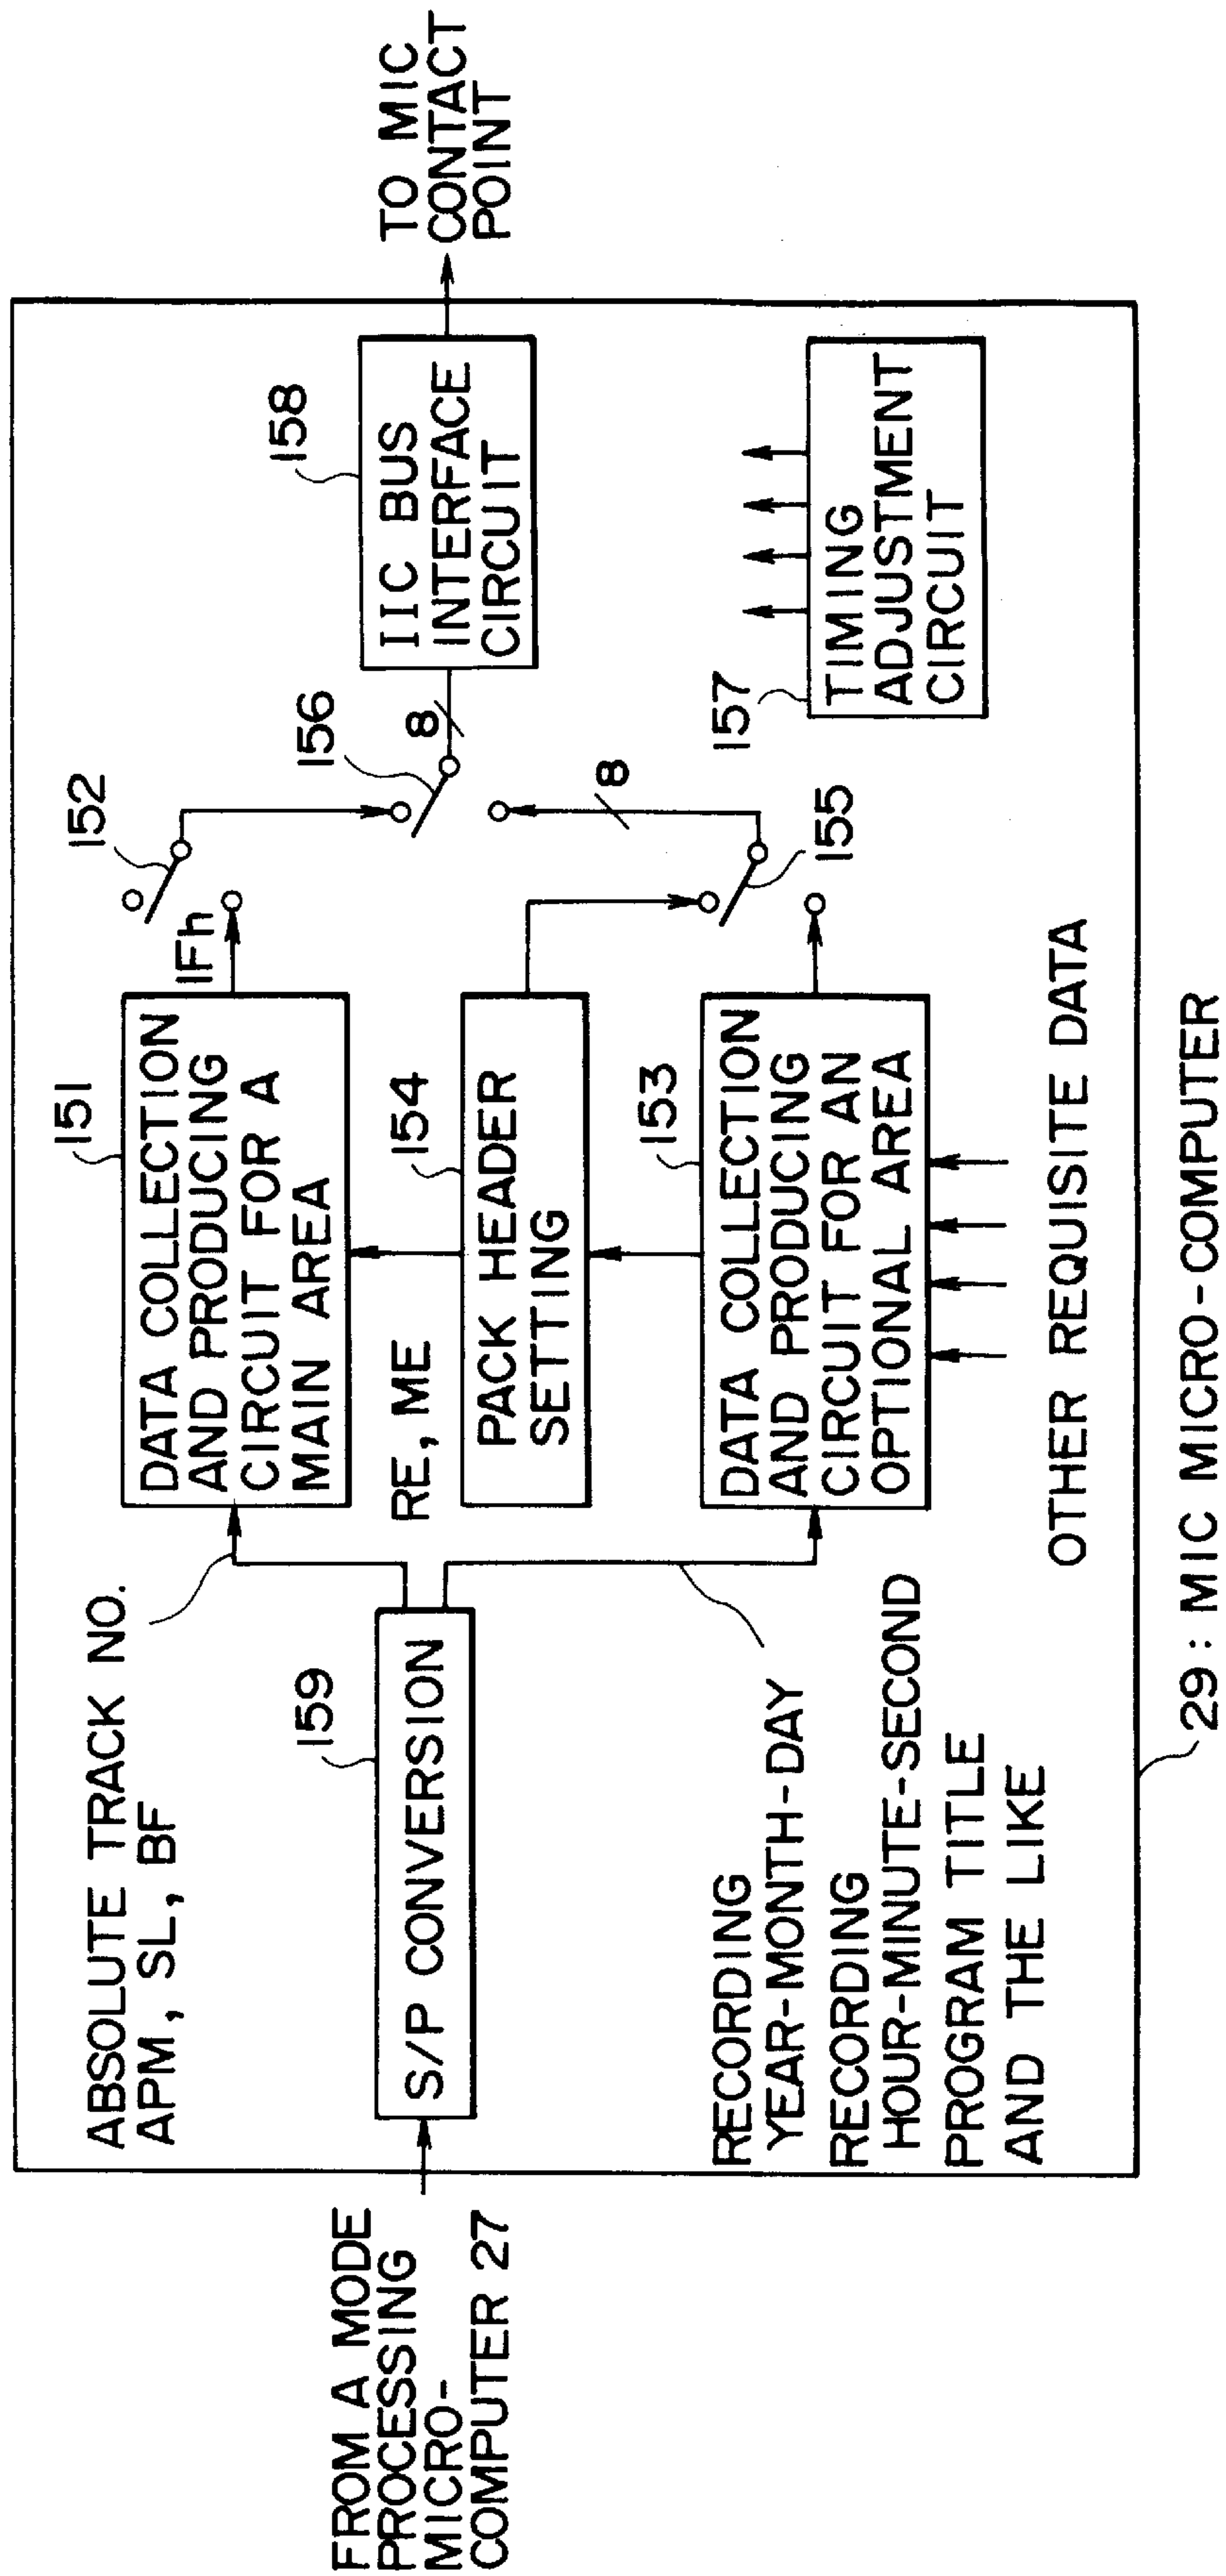 FROM A MODE
PROCESSING
MICRO-
COMPUTER 27
ABSOLUTE TRACK NO.
APM, SL, BF
159
S/P CONVERSION
RECORDING
YEAR-MONTH-DAY
RECORDING
HOUR-MINUTE-SECOND
PROGRAM TITLE
AND THE LIKE
151
DATA COLLECTION
AND PRODUCING
CIRCUIT FOR A
MAIN AREA
RE, ME
154
PACK HEADER
SETTING
153
DATA COLLECTION
AND PRODUCING
CIRCUIT FOR AN
OPTIONAL AREA
OTHER REQUISITE DATA
1Fh
152
156
8
8
155
158
IIC BUS
INTERFACE
CIRCUIT
157
TIMING
ADJUSTMENT
CIRCUIT
TO MIC
CONTACT
POINT
29: MIC MICRO-COMPUTER